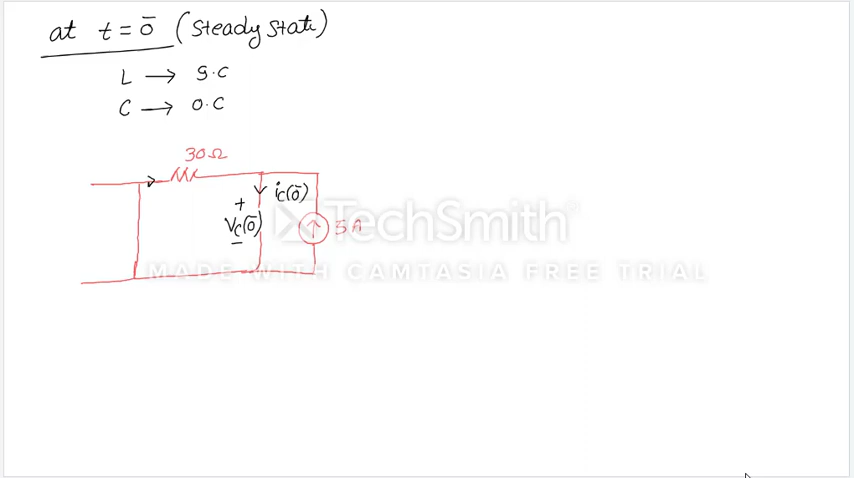 at t = 0̄ (Steady State)
L → S.C
C → O.C
30Ω
+
ic(0̄)
Vc(0̄)
−
5A
TechSmith®
MADE WITH CAMTASIA FREE TRIAL